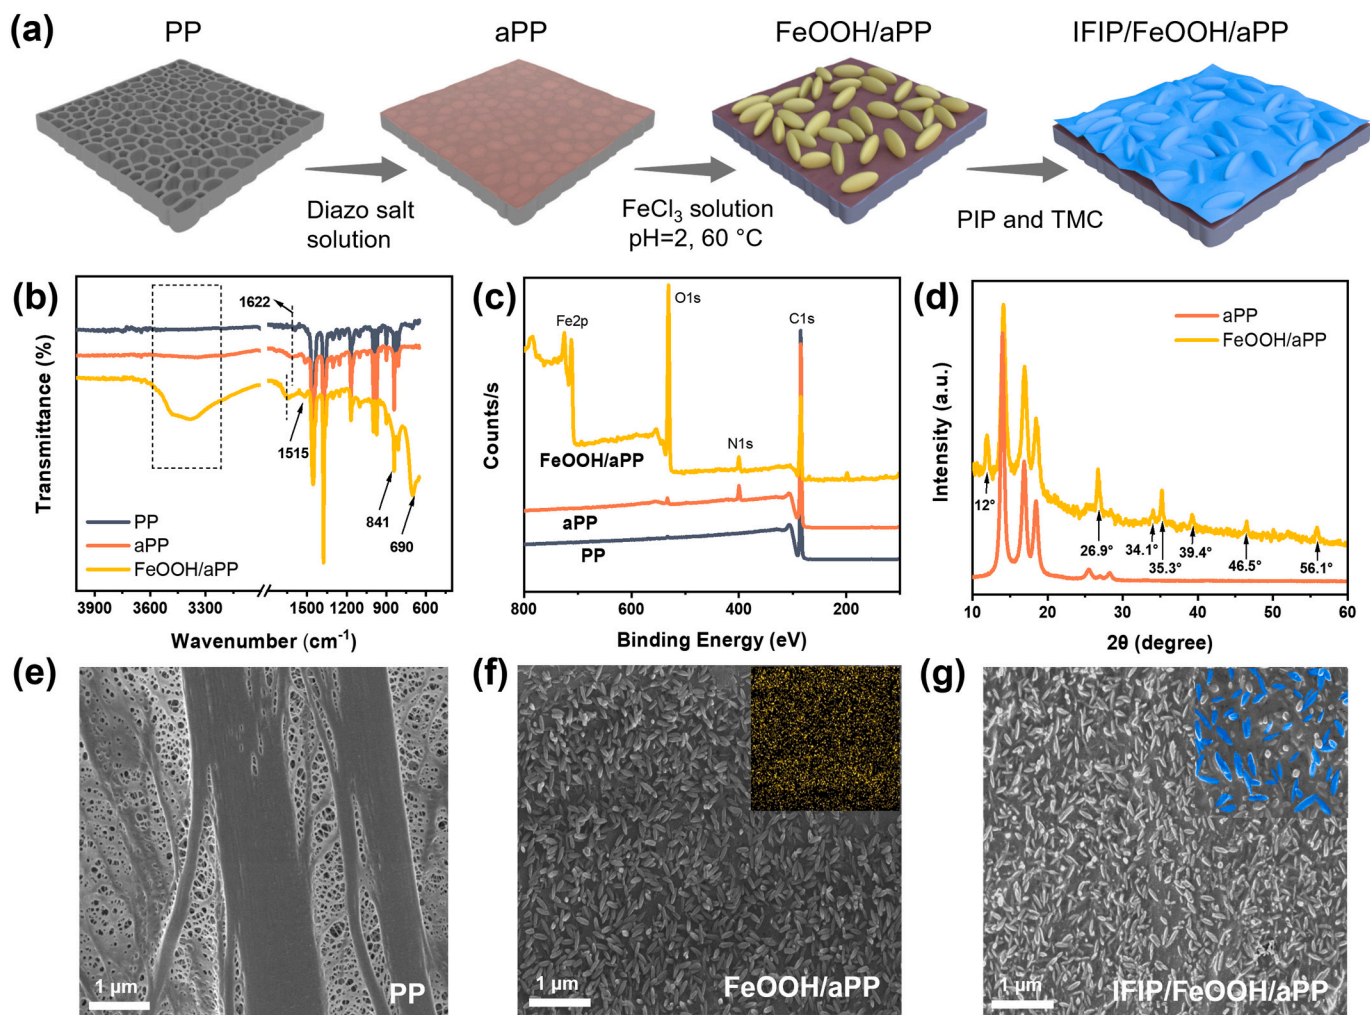 (a)
PP
aPP
FeOOH/aPP
IFIP/FeOOH/aPP
Diazo salt
solution
FeCl₃ solution
pH=2, 60 °C
PIP and TMC
(b)
Transmittance (%)
1622
1515
841
690
PP
aPP
FeOOH/aPP
3900
3600
3300
1500
1200
900
600
Wavenumber (cm⁻¹)
(c)
Counts/s
Fe2p
O1s
N1s
C1s
FeOOH/aPP
aPP
PP
800
600
400
200
Binding Energy (eV)
(d)
Intensity (a.u.)
aPP
FeOOH/aPP
12°
26.9°
34.1°
35.3°
39.4°
46.5°
56.1°
10
20
30
40
50
60
2θ (degree)
(e)
1 μm
PP
(f)
1 μm
FeOOH/aPP
(g)
1 μm
IFIP/FeOOH/aPP